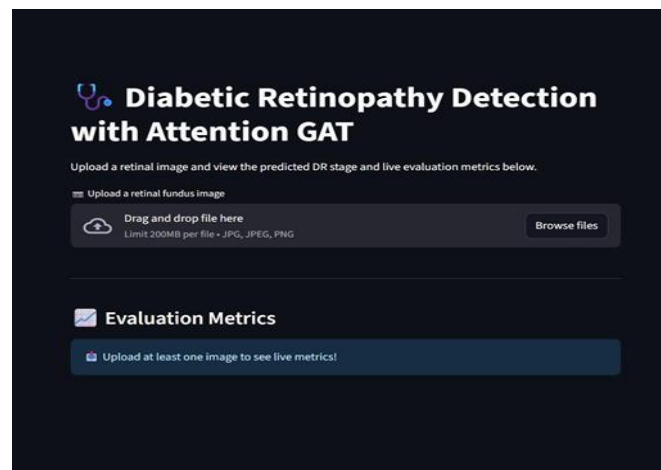 Diabetic Retinopathy Detection
with Attention GAT
Upload a retinal image and view the predicted DR stage and live evaluation metrics below.
Upload a retinal fundus image
Drag and drop file here
Limit 200MB per file • JPG, JPEG, PNG
Browse files
Evaluation Metrics
Upload at least one image to see live metrics!